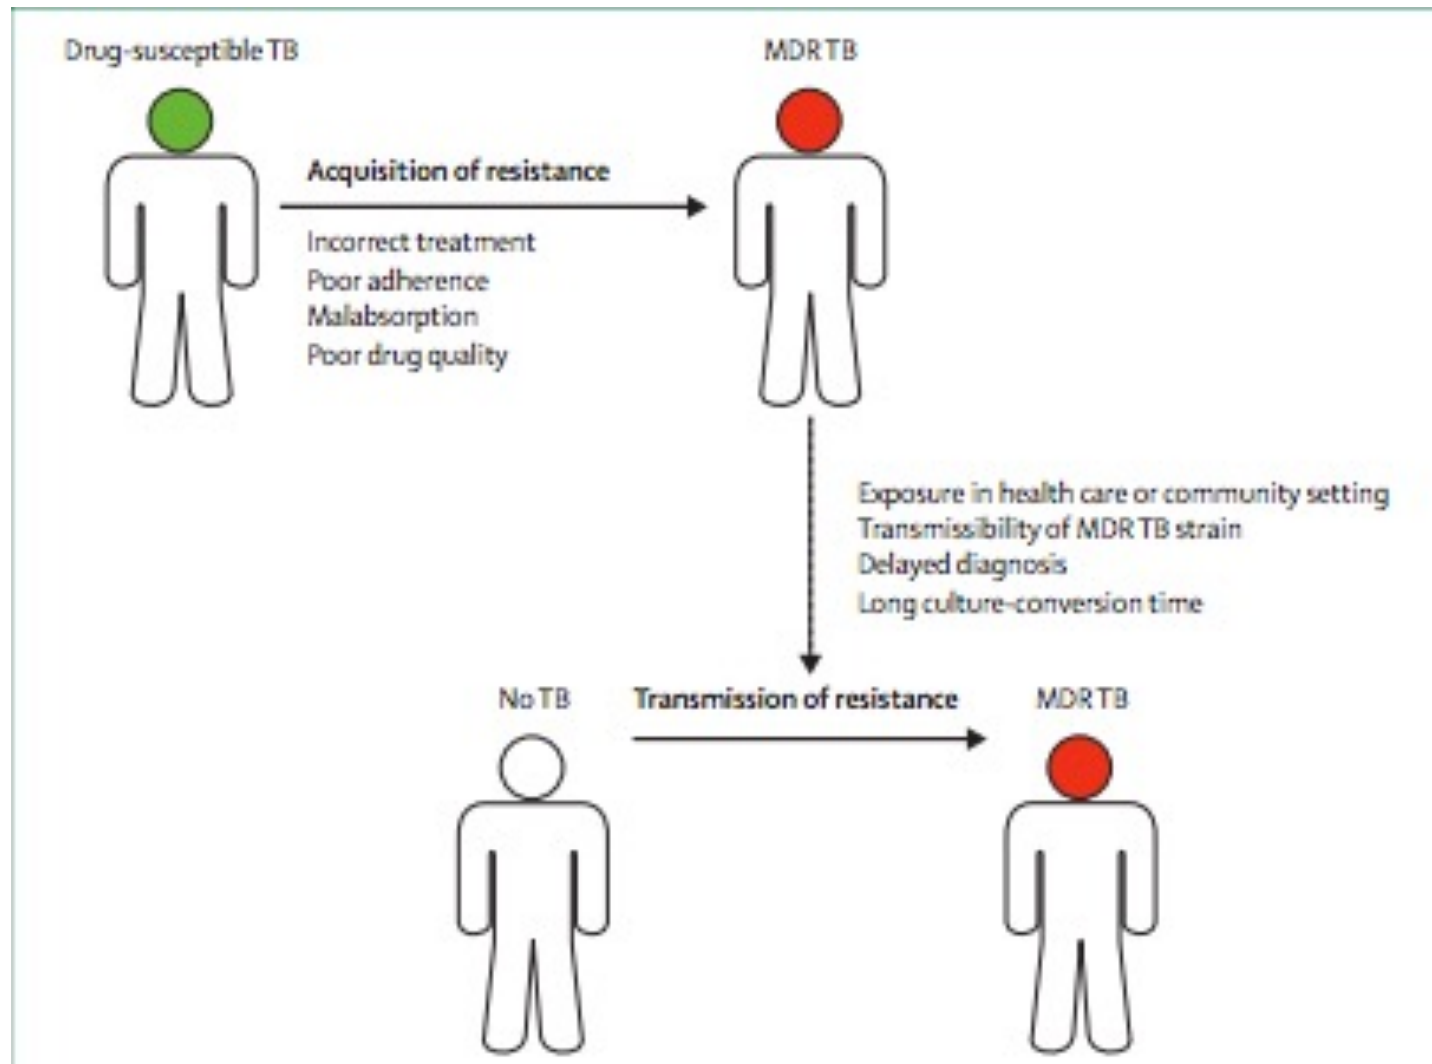 Drug-susceptible TB
MDR TB
Acquisition of resistance
Incorrect treatment
Poor adherence
Malabsorption
Poor drug quality
Exposure in health care or community setting
Transmissibility of MDR TB strain
Delayed diagnosis
Long culture-conversion time
No TB
Transmission of resistance
MDR TB